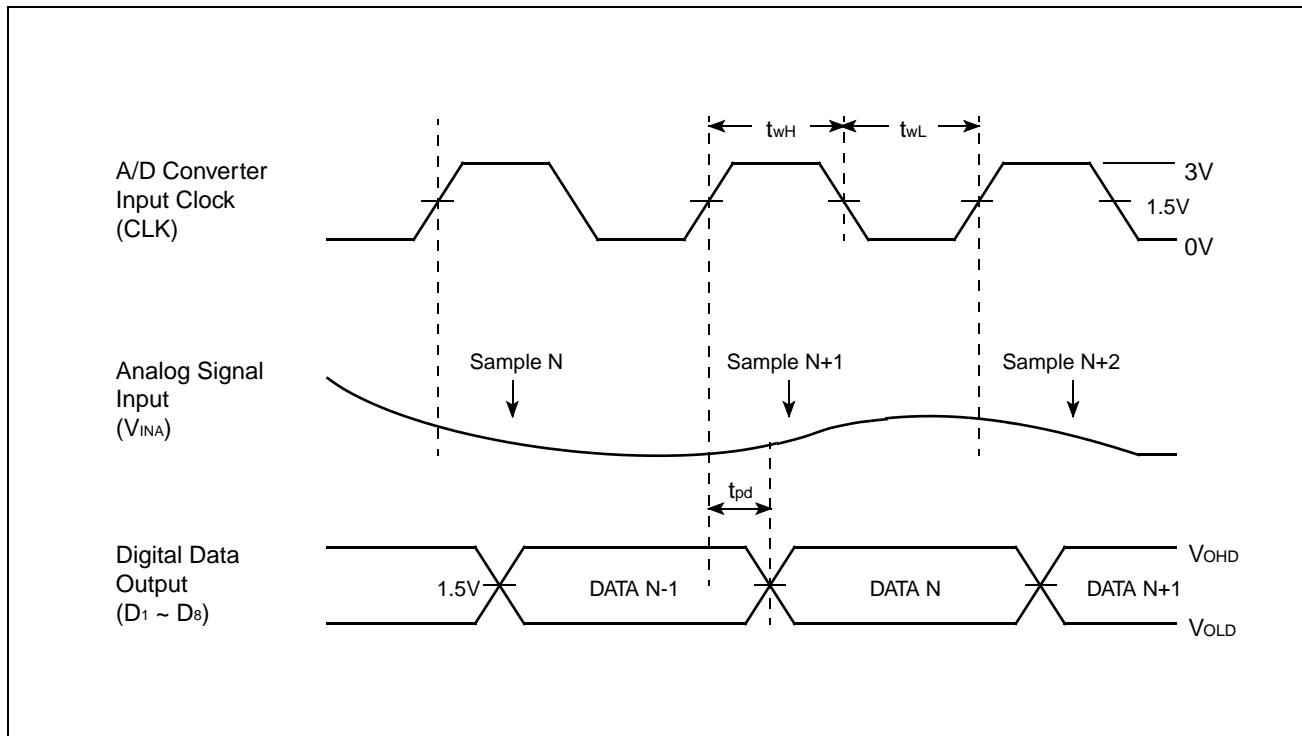 twH
twL
A/D Converter
Input Clock
(CLK)
3V
1.5V
0V
Analog Signal
Input
(VINA)
Sample N
Sample N+1
Sample N+2
tpd
Digital Data
Output
(D1 ~ D8)
1.5V
DATA N-1
DATA N
DATA N+1
VOHD
VOLD